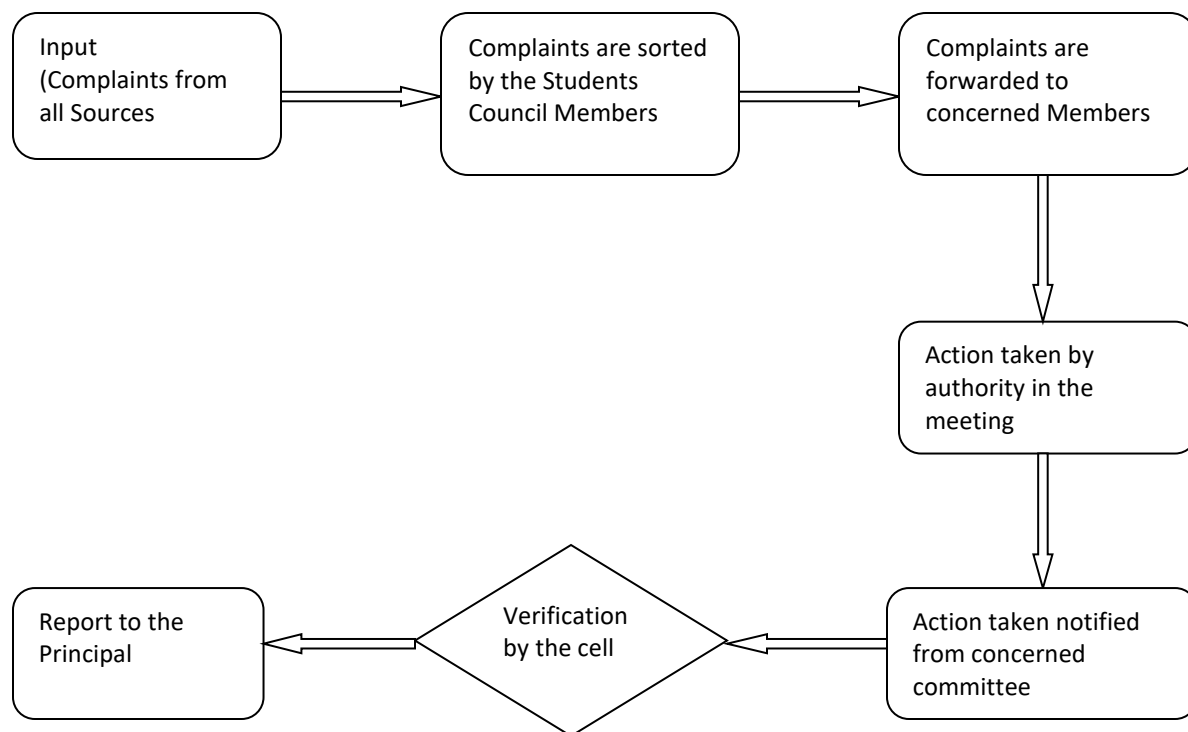 Input
(Complaints from
all Sources
Complaints are sorted
by the Students
Council Members
Complaints are
forwarded to
concerned Members
Action taken by
authority in the
meeting
Action taken notified
from concerned
committee
Verification
by the cell
Report to the
Principal